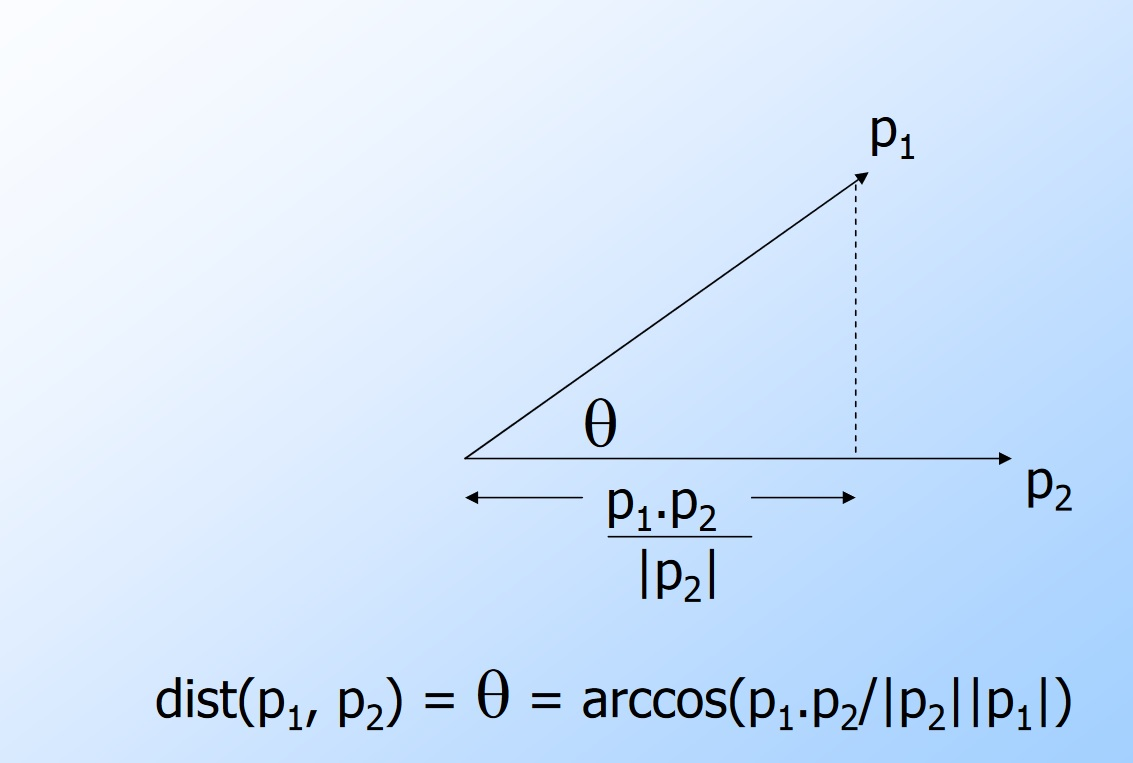 p₁
θ
p₂
p₁.p₂
|p₂|
dist(p₁, p₂) = θ = arccos(p₁.p₂/|p₂||p₁|)